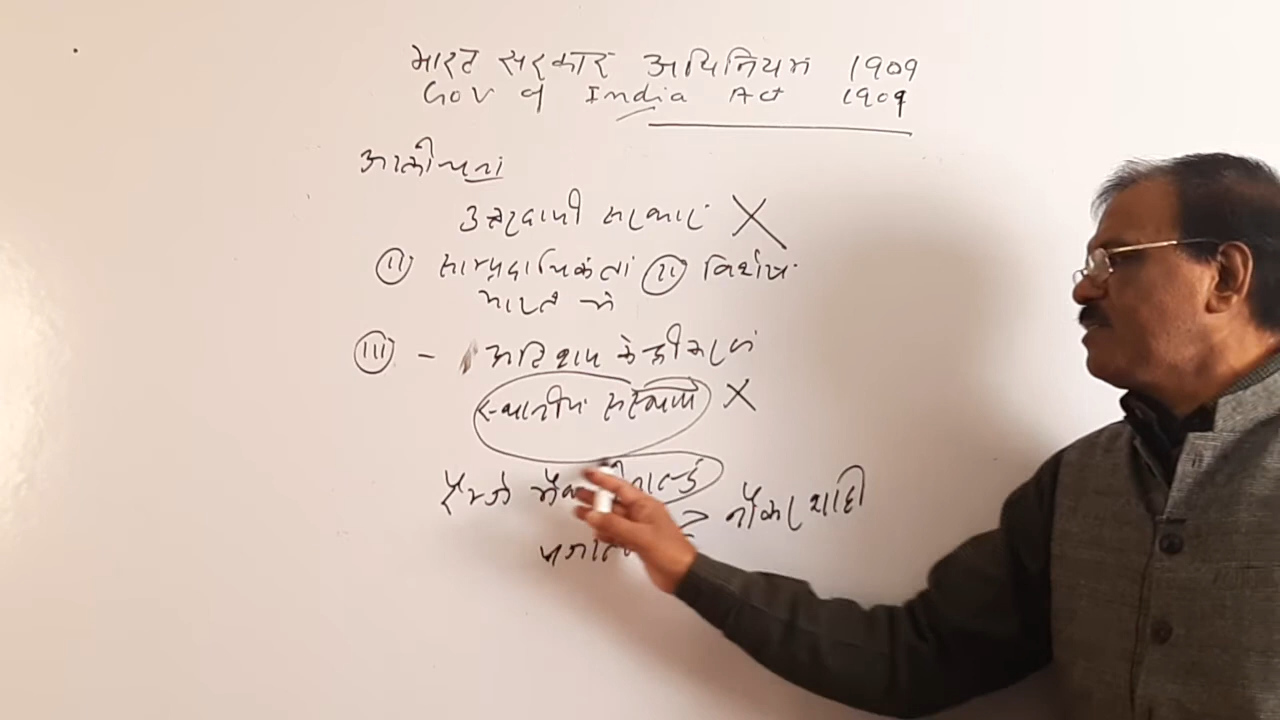 भारत सरकार अधिनियम 1909
Gov of India Act 1909
आलोचना
उत्तरदायी सरकार X
(ii) साम्प्रदायिकता (ii) विशेष
भारत में
(iii) - अतिशय केन्द्रीकरण
स्थानीय संस्थाओं X
नौकरशाही